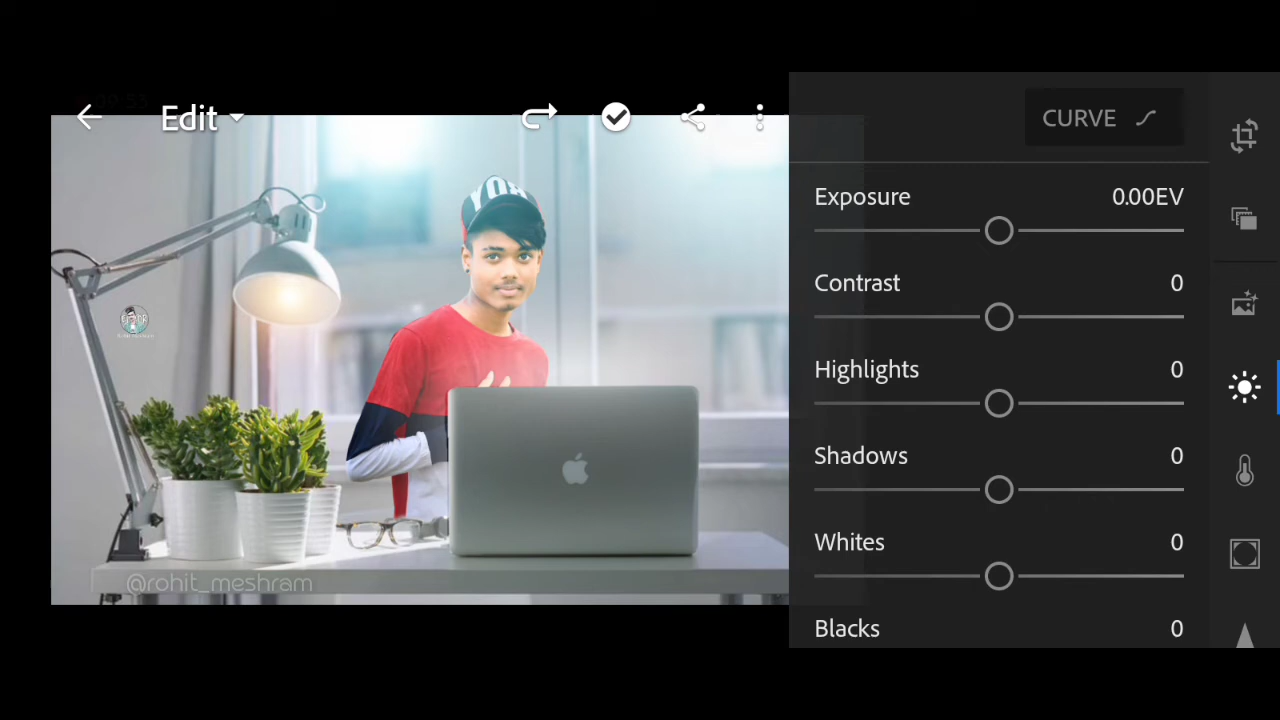 Edit
CURVE
Exposure 0.00EV
Contrast 0
Highlights 0
Shadows 0
Whites 0
Blacks 0
@rohit_meshram